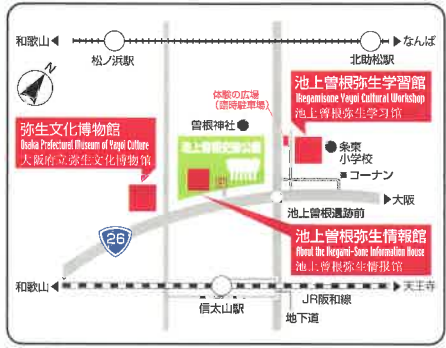 和歌山
松ノ浜駅
北助松駅
なんば
N
体験の広場
(臨時駐車場)
池上曽根弥生学習館
Ikegamisone Yayoi Cultural Workshop
池上曽根弥生学习馆
弥生文化博物館
Osaka Prefectural Museum of Yayoi Culture
大阪府立弥生文化博物馆
曽根神社
条東
小学校
コーナン
池上曽根史跡公園
大阪
池上曽根遺跡前
池上曽根弥生情報館
About the Ikegami-Sone Information House
池上曽根弥生情报馆
26
和歌山
天王寺
JR阪和線
信太山駅
地下道